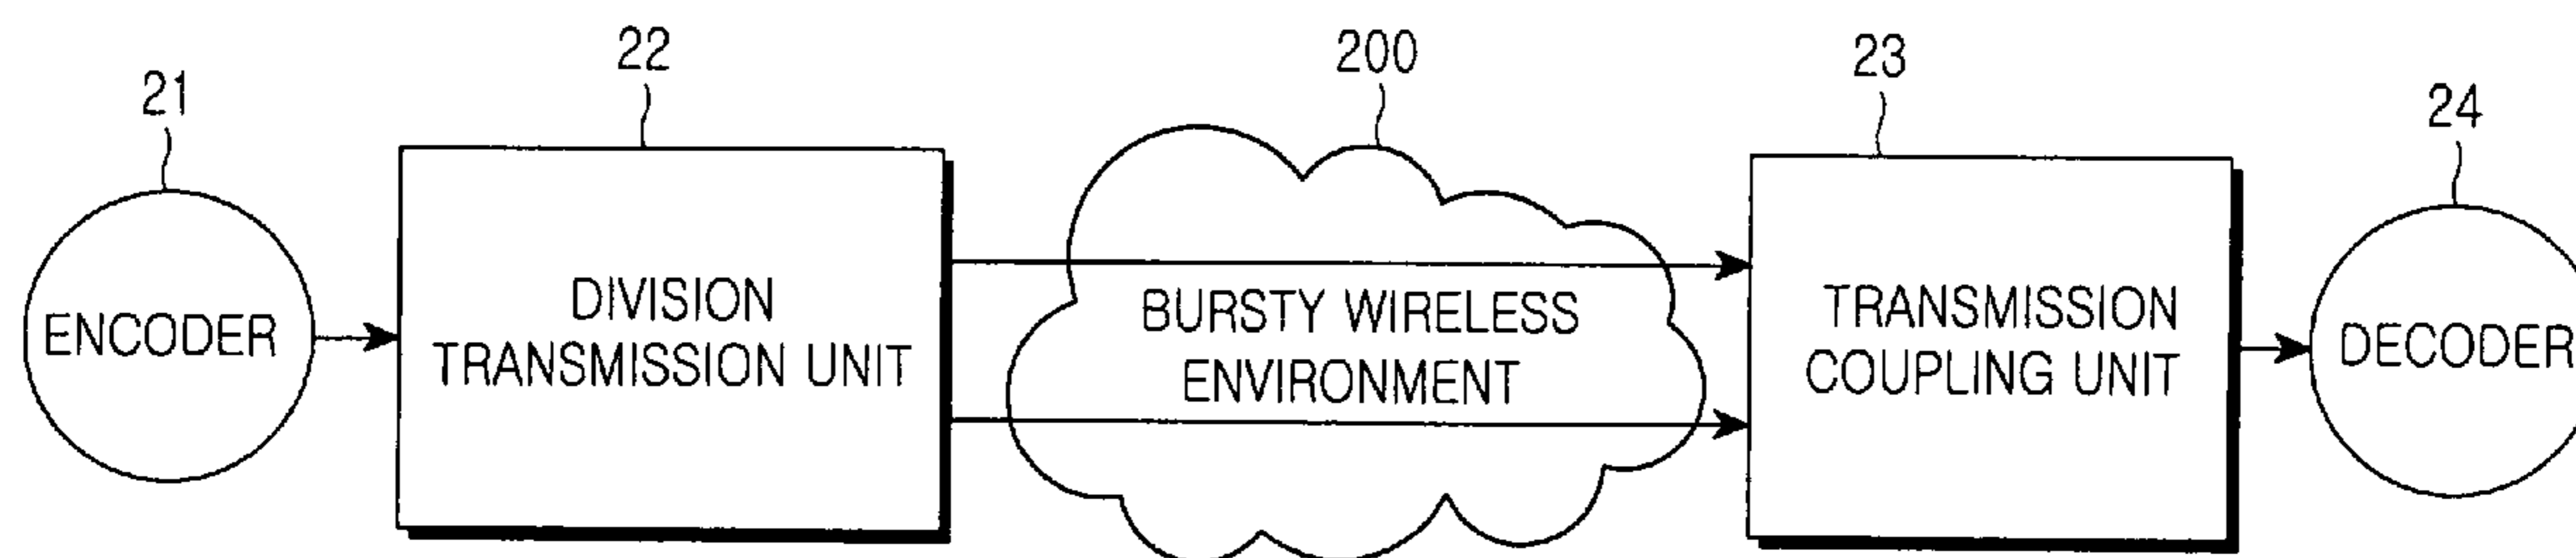 21
22
200
23
24
ENCODER
DIVISION
TRANSMISSION UNIT
BURSTY WIRELESS
ENVIRONMENT
TRANSMISSION
COUPLING UNIT
DECODER